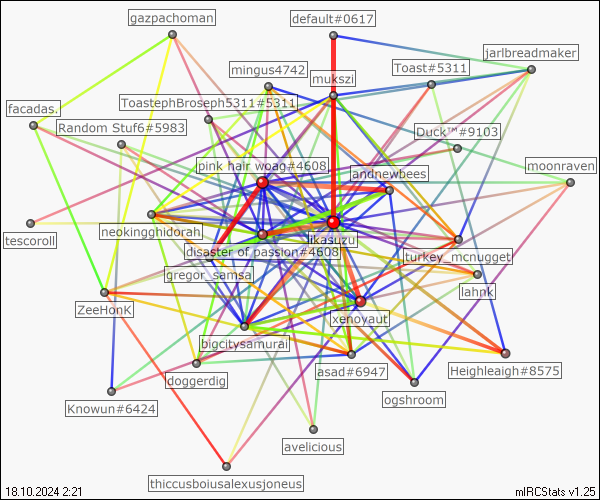 gazpachoman
default#0617
jarlbreadmaker
mingus4742
mukszi
Toast#5311
ToastephBroseph5311#5311
facadas.
Random Stuf6#5983
Duck™#9103
pink hair woag#4608
andnewbees
moonraven
tescoroll
neokingghidorah
likasuzu
disaster of passion#4608
turkey_mcnugget
gregor_samsa
lahnk
ZeeHonK
xenovaut
bigcitysamurai
doggerdig
asad#6947
Heighleaigh#8575
Knowun#6424
ogshroom
avelicious
thiccusboiusalexusjoneus
18.10.2024 2:21
mIRCStats v1.25